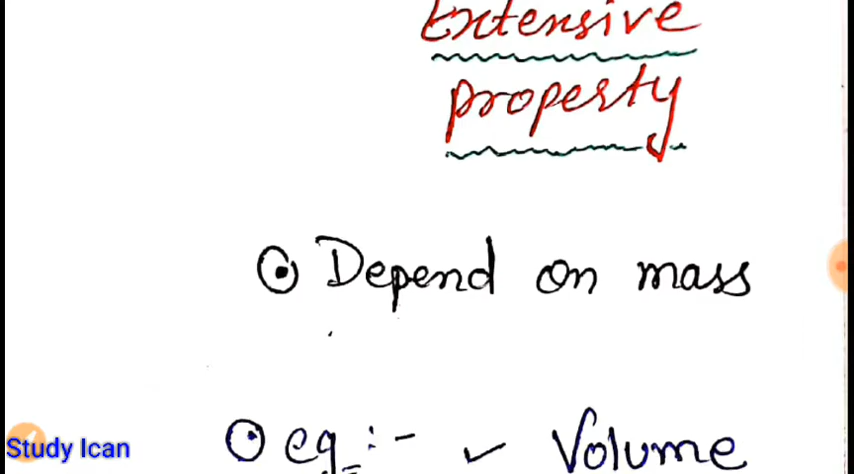 Extensive
property
Depend on mass
eg :- ✓ Volume
Study Ican